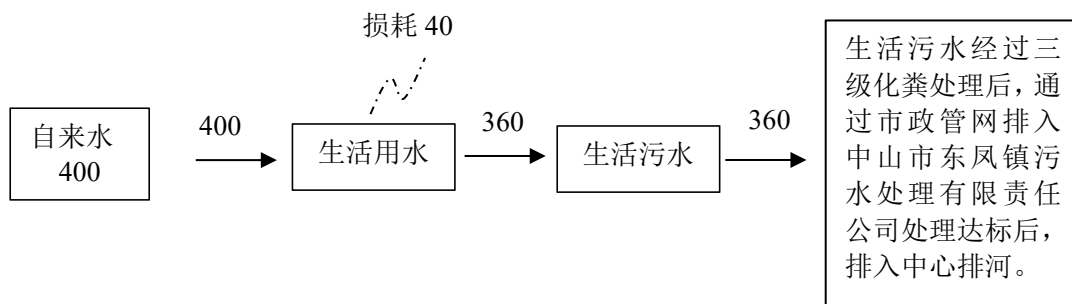 损耗 40
自来水
400
400
生活用水
360
生活污水
360
生活污水经过三
级化粪处理后，通
过市政管网排入
中山市东凤镇污
水处理有限责任
公司处理达标后，
排入中心排河。